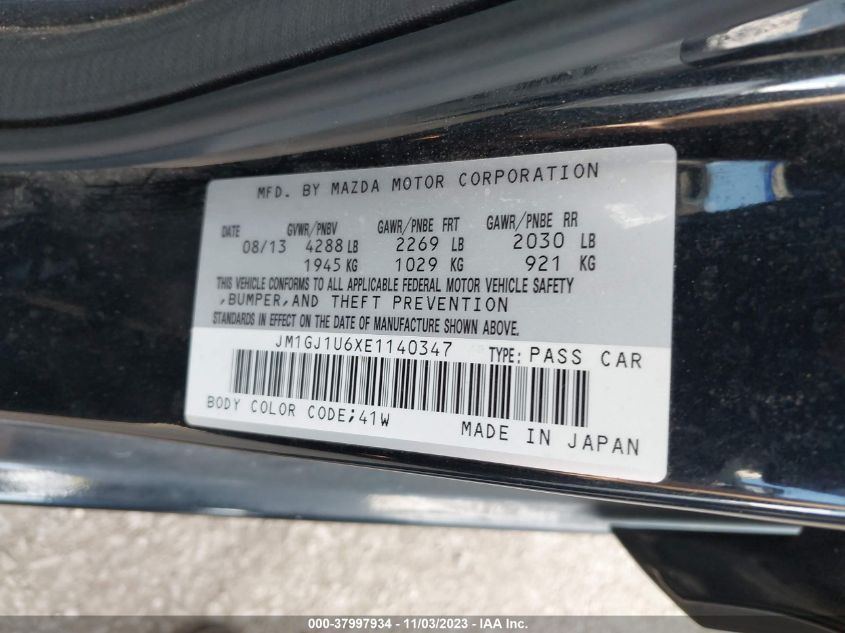 MFD. BY MAZDA MOTOR CORPORATION
DATE GVWR/PNBV GAWR/PNBE FRT GAWR/PNBE RR
08/13 4288 LB 2269 LB 2030 LB
1945 KG 1029 KG 921 KG
THIS VEHICLE CONFORMS TO ALL APPLICABLE FEDERAL MOTOR VEHICLE SAFETY
,BUMPER,AND THEFT PREVENTION
STANDARDS IN EFFECT ON THE DATE OF MANUFACTURE SHOWN ABOVE.
JM1GJ1U6XE1140347 TYPE: PASS CAR
BODY COLOR CODE;41W
MADE IN JAPAN
000-37997934 - 11/03/2023 - IAA Inc.